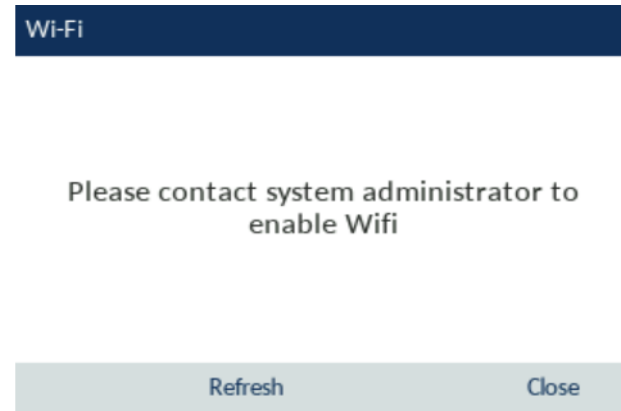 Wi-Fi
Please contact system administrator to
enable Wifi
Refresh
Close